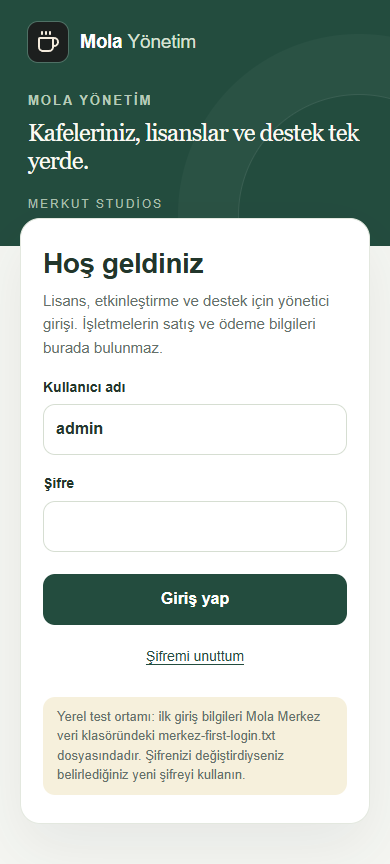 Mola Yönetim
MOLA YÖNETİM
Kafeleriniz, lisanslar ve destek tek
yerde.
MERKUT STUDİOS
Hoş geldiniz
Lisans, etkinleştirme ve destek için yönetici
girişi. İşletmelerin satış ve ödeme bilgileri
burada bulunmaz.
Kullanıcı adı
admin
Şifre
Giriş yap
Şifremi unuttum
Yerel test ortamı: ilk giriş bilgileri Mola Merkez
veri klasöründeki merkez-first-login.txt
dosyasındadır. Şifrenizi değiştirdiyseniz
belirlediğiniz yeni şifreyi kullanın.